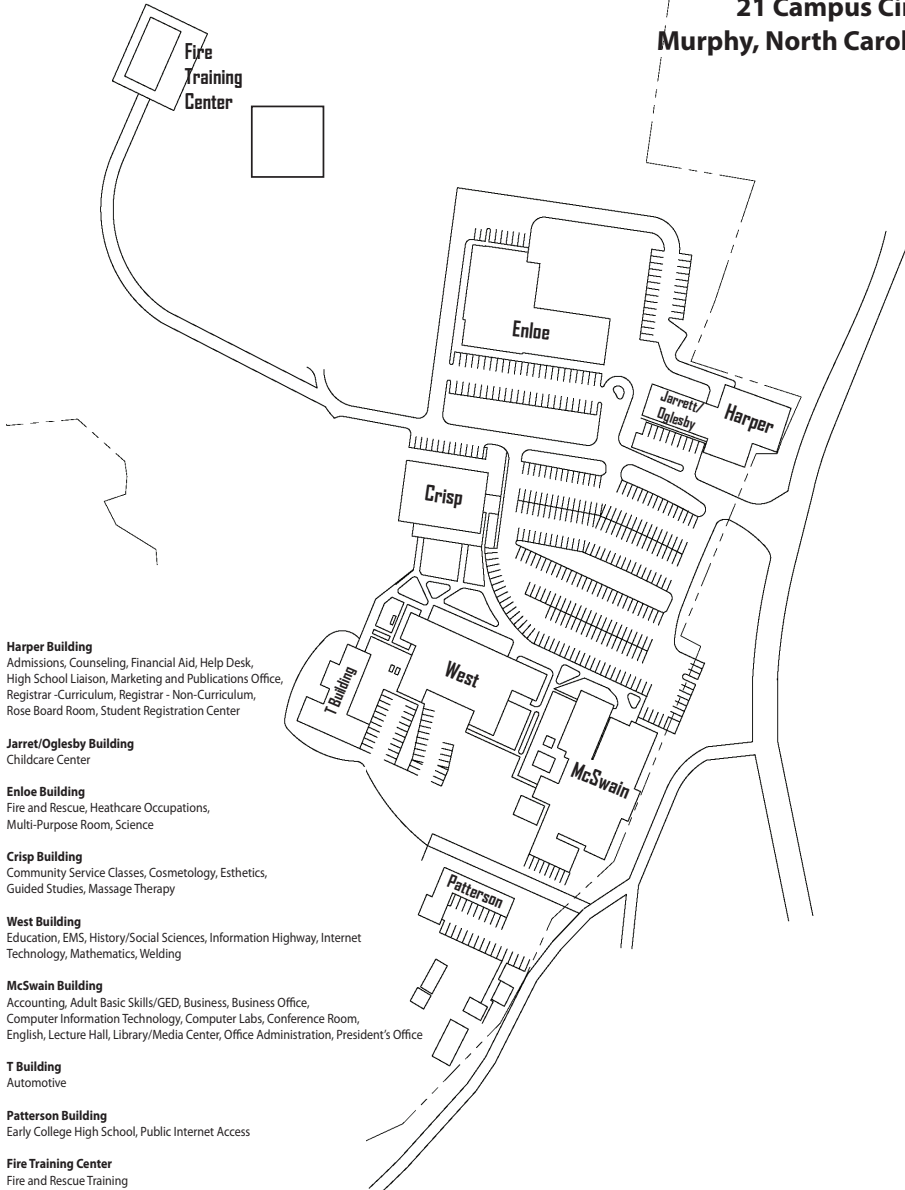 21 Campus Cir
Murphy, North Carol
Fire
Training
Center
Enloe
Jarrett/
Oglesby
Harper
Crisp
West
T Building
McSwain
Patterson
Harper Building
Admissions, Counseling, Financial Aid, Help Desk,
High School Liaison, Marketing and Publications Office,
Registrar -Curriculum, Registrar - Non-Curriculum,
Rose Board Room, Student Registration Center
Jarret/Oglesby Building
Childcare Center
Enloe Building
Fire and Rescue, Heathcare Occupations,
Multi-Purpose Room, Science
Crisp Building
Community Service Classes, Cosmetology, Esthetics,
Guided Studies, Massage Therapy
West Building
Education, EMS, History/Social Sciences, Information Highway, Internet
Technology, Mathematics, Welding
McSwain Building
Accounting, Adult Basic Skills/GED, Business, Business Office,
Computer Information Technology, Computer Labs, Conference Room,
English, Lecture Hall, Library/Media Center, Office Administration, President's Office
T Building
Automotive
Patterson Building
Early College High School, Public Internet Access
Fire Training Center
Fire and Rescue Training